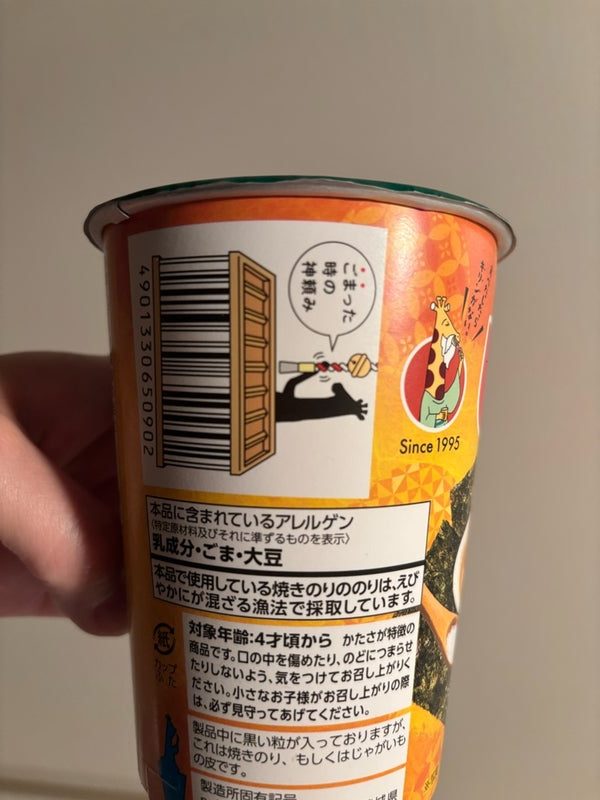 ごまった
時の
神頼み
4901330650902
Since 1995
本品に含まれているアレルゲン
〈特定原材料及びそれに準ずるものを表示〉
乳成分・ごま・大豆
本品で使用している焼きのりののりは、えび
やかにが混ざる漁法で採取しています。
紙
カップ
ふた
対象年齢:4才頃から かたさが特徴の
商品です。口の中を傷めたり、のどにつまらせ
たりしないよう、気をつけてお召し上がりく
ださい。小さなお子様がお召し上がりの際
は、必ず見守ってあげてください。
製品中に黒い粒が入っておりますが、
これは焼きのり、もしくはじゃがいも
の皮です。
製造所固有記号